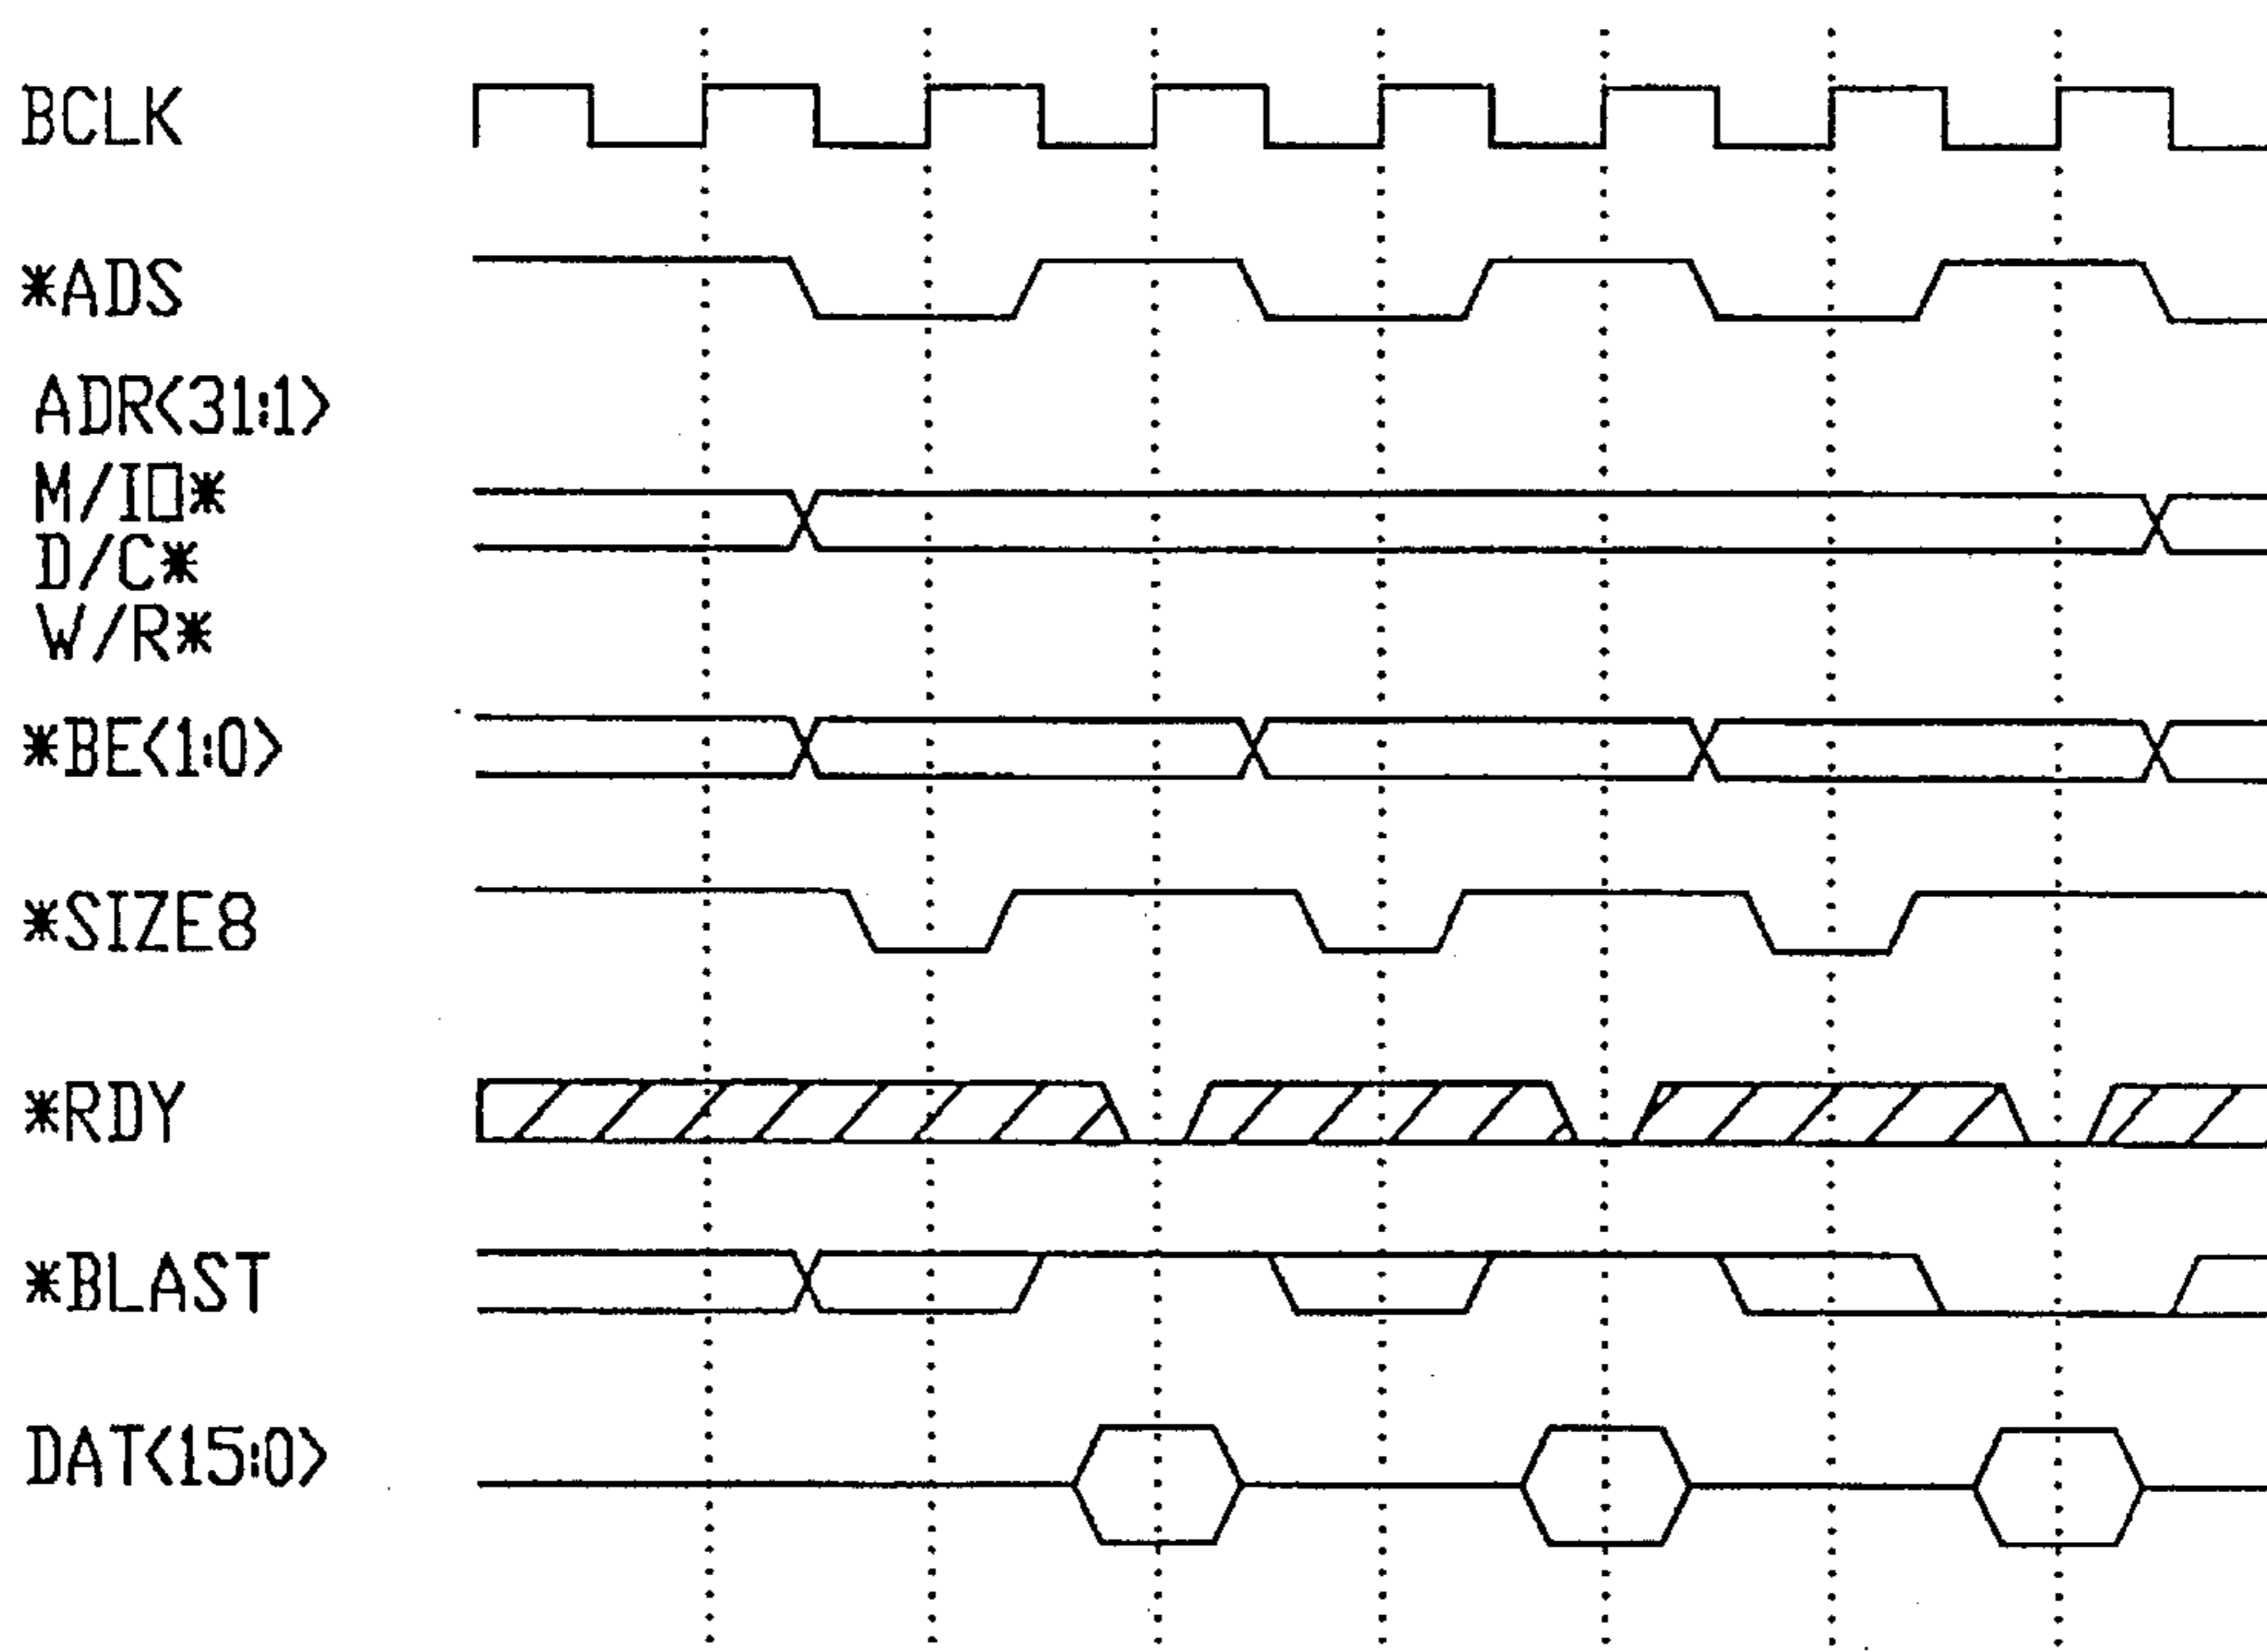 BCLK
*ADS
ADR<31:1>
M/IO*
D/C*
W/R*
*BE<1:0>
*SIZE8
*RDY
*BLAST
DAT<15:0>